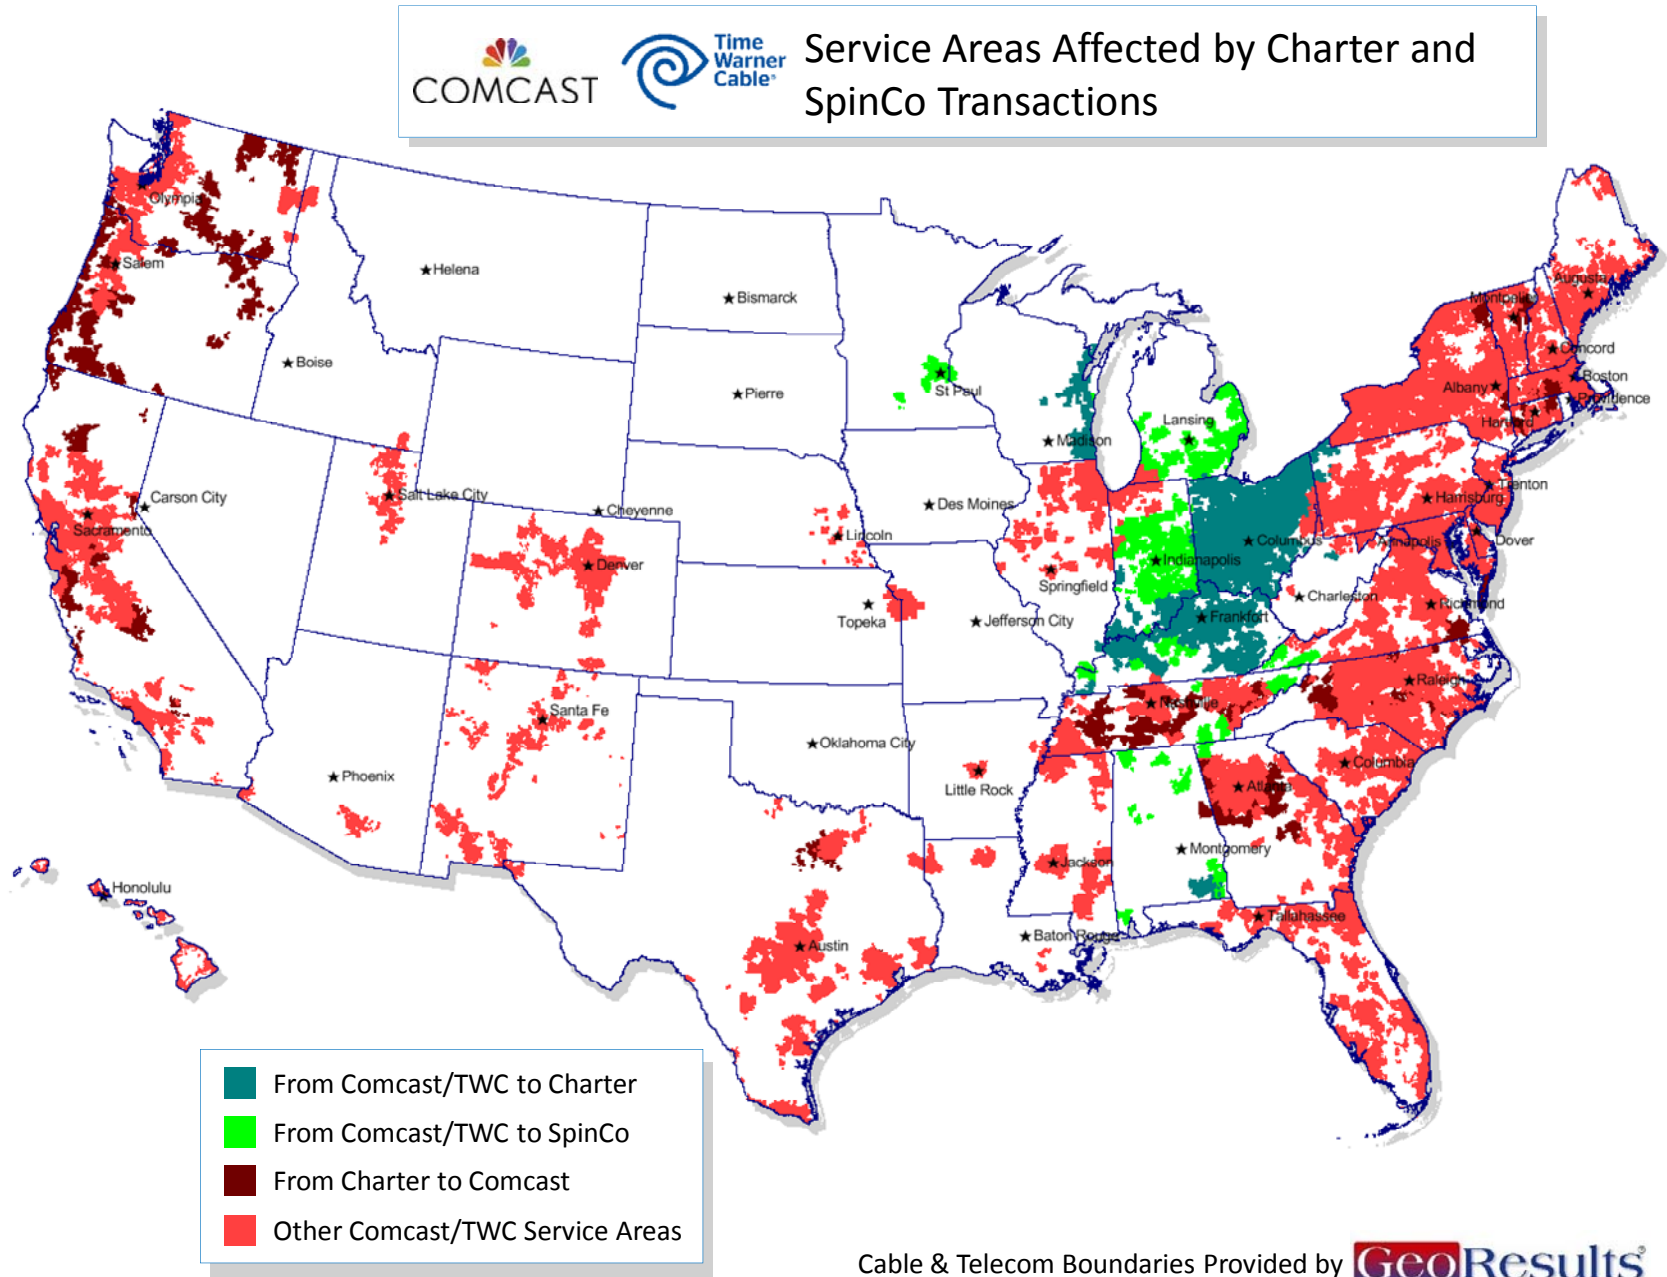 COMCAST
Time
Warner
Cable®
Service Areas Affected by Charter and
SpinCo Transactions
Olympia
Salem
Helena
Bismarck
Boise
Pierre
St Paul
Augusta
Montpelier
Concord
Albany
Boston
Providence
Hartford
Lansing
Madison
Carson City
Sacramento
Salt Lake City
Cheyenne
Des Moines
Lincoln
Denver
Harrisburg
Trenton
Columbus
Annapolis
Dover
Indianapolis
Springfield
Topeka
Jefferson City
Charleston
Richmond
Frankfort
Raleigh
Nashville
Santa Fe
Oklahoma City
Phoenix
Little Rock
Columbia
Atlanta
Montgomery
Jackson
Honolulu
Tallahassee
Austin
Baton Rouge
From Comcast/TWC to Charter
From Comcast/TWC to SpinCo
From Charter to Comcast
Other Comcast/TWC Service Areas
Cable & Telecom Boundaries Provided by GeoResults®